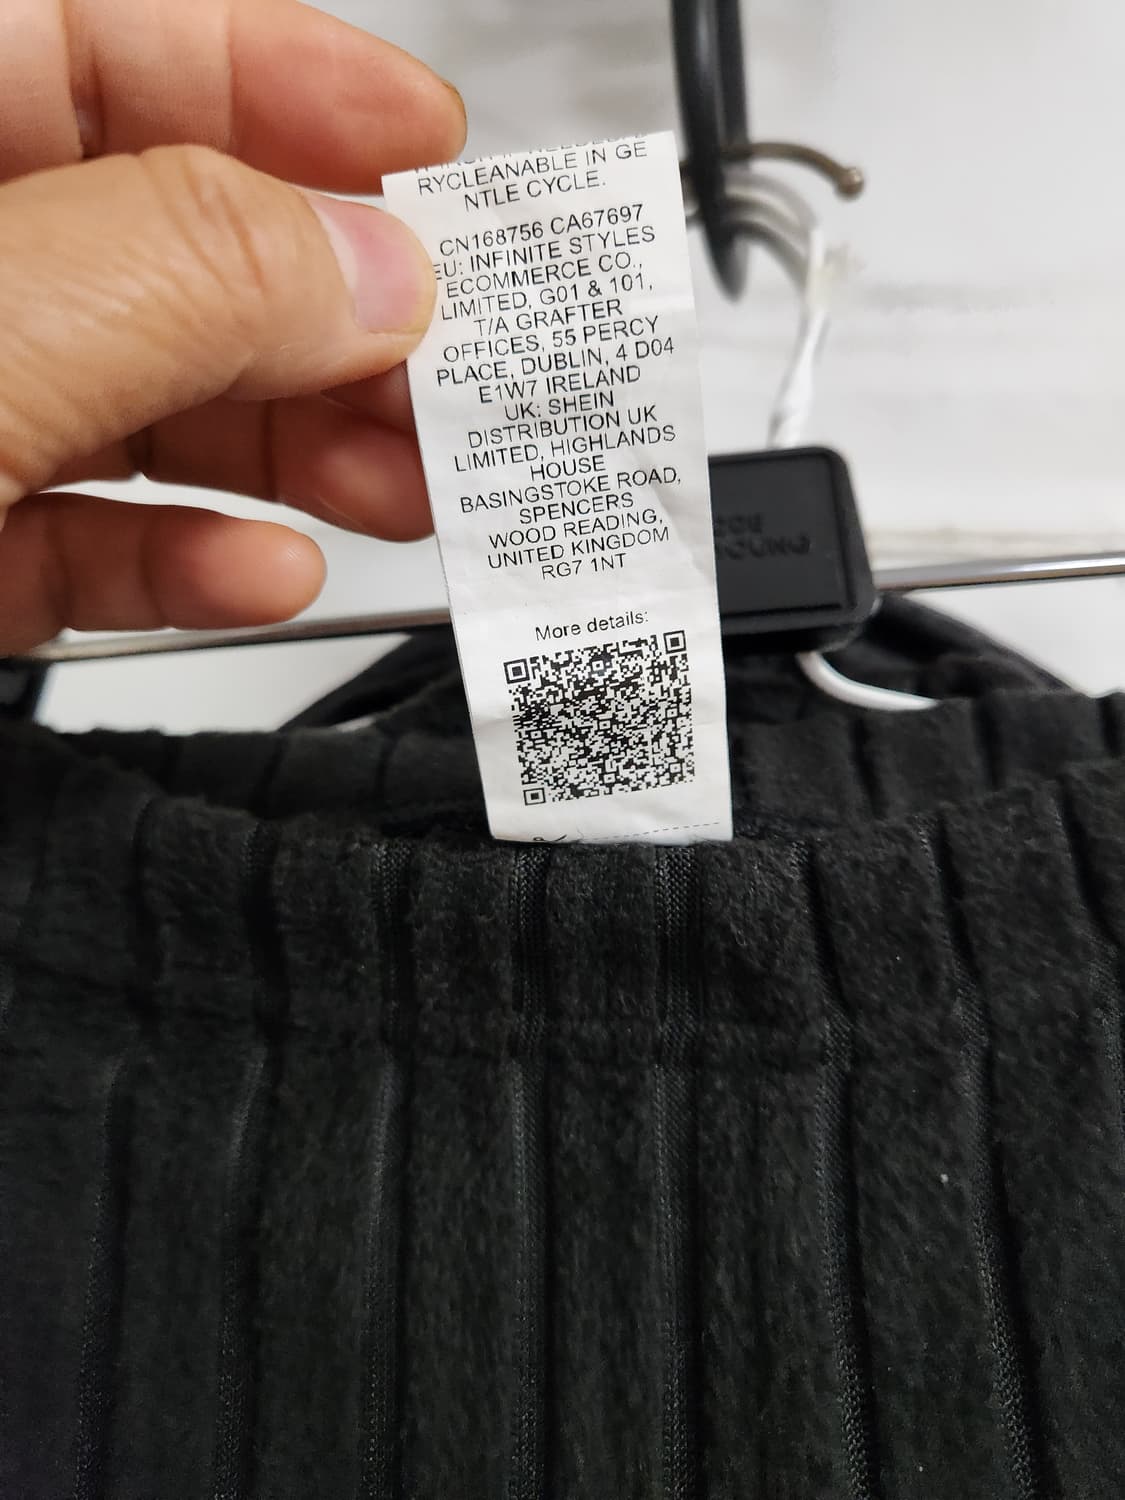 RYCLEANABLE IN GE
NTLE CYCLE.
CN168756 CA67697
EU: INFINITE STYLES
ECOMMERCE CO.,
LIMITED, G01 & 101,
T/A GRAFTER
OFFICES, 55 PERCY
PLACE, DUBLIN, 4 D04
E1W7 IRELAND
UK: SHEIN
DISTRIBUTION UK
LIMITED, HIGHLANDS
HOUSE
BASINGSTOKE ROAD,
SPENCERS
WOOD READING,
UNITED KINGDOM
RG7 1NT
More details: